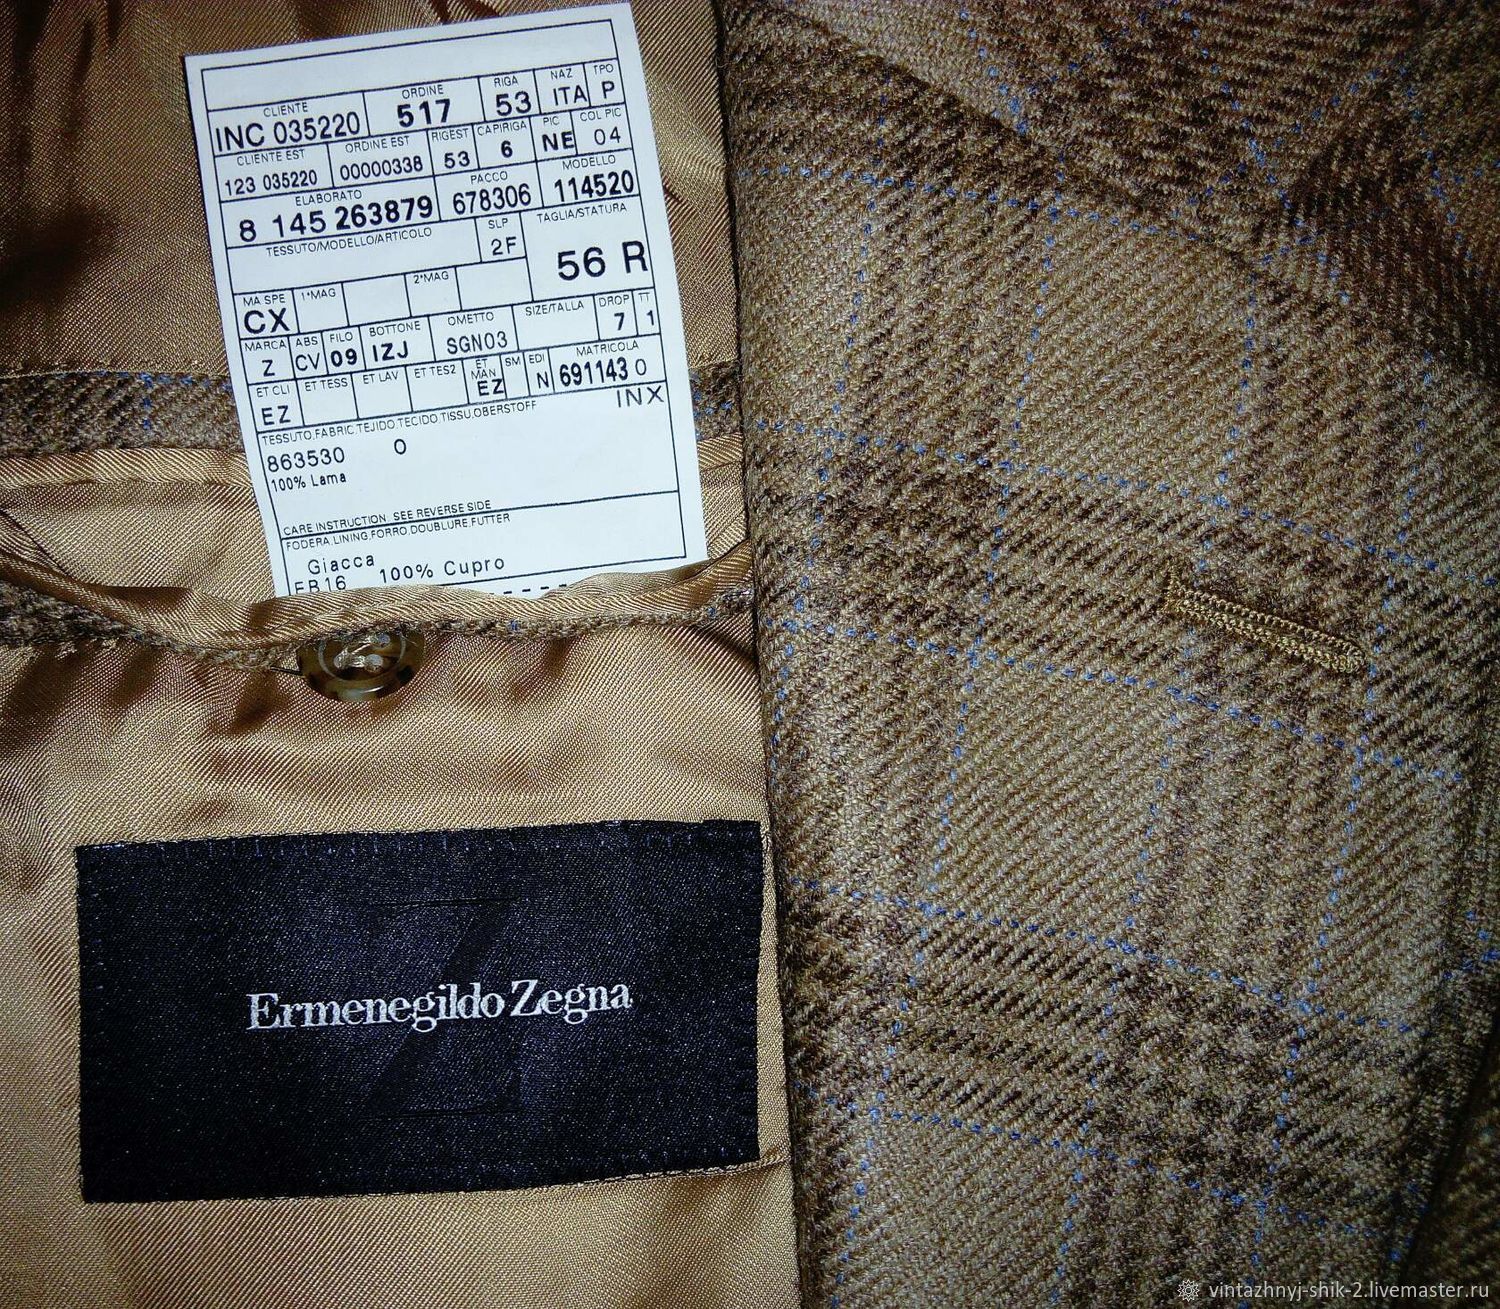 CLIENTE ORDINE RIGA NAZ TPO
INC 035220 517 53 ITA P
CLIENTE EST ORDINE EST RIGEST CAPIRIGA PIC COL PIC
123 035220 00000338 53 6 NE 04
ELABORATO PACCO MODELLO
8 145 263879 678306 114520
TESSUTO/MODELLO/ARTICOLO SLP TAGLIA/STATURA
2F 56 R
MA SPE 1*MAG 2*MAG
CX
MARCA ABS FILO BOTTONE OMETTO SIZE/TALLA DROP TT
Z CV 09 IZJ SGN03 7 1
ET CLI ET TESS ET LAV ET TES2 ET MAN SM EDI MATRICOLA
EZ EZ N 691143 0
TESSUTO.FABRIC.TEJIDO.TECIDO.TISSU.OBERSTOFF INX
863530 0
100% Lama
CARE INSTRUCTION SEE REVERSE SIDE
FODERA.LINING.FORRO.DOUBLURE.FUTTER
Giacca
100% Cupro
Ermenegildo Zegna
vintazhnyj-shik-2.livemaster.ru